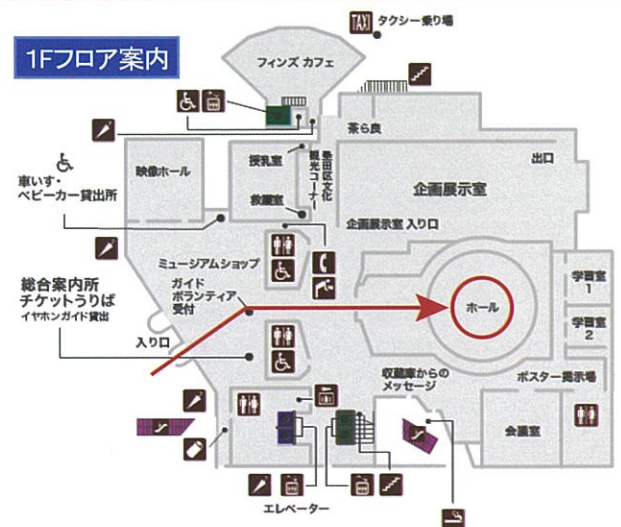 1Fフロア案内
TAXI タクシー乗り場
フィンズ カフェ
茶ら良
出口
授乳室
墨田区文化
観光コーナー
映像ホール
救護室
企画展示室
企画展示室 入り口
車いす・
ベビーカー貸出所
ミュージアムショップ
ガイド
ボランティア
受付
総合案内所
チケットうりば
イヤホンガイド貸出
入り口
ホール
学習室
1
学習室
2
収蔵庫からの
メッセージ
ポスター掲示場
会議室
エレベーター